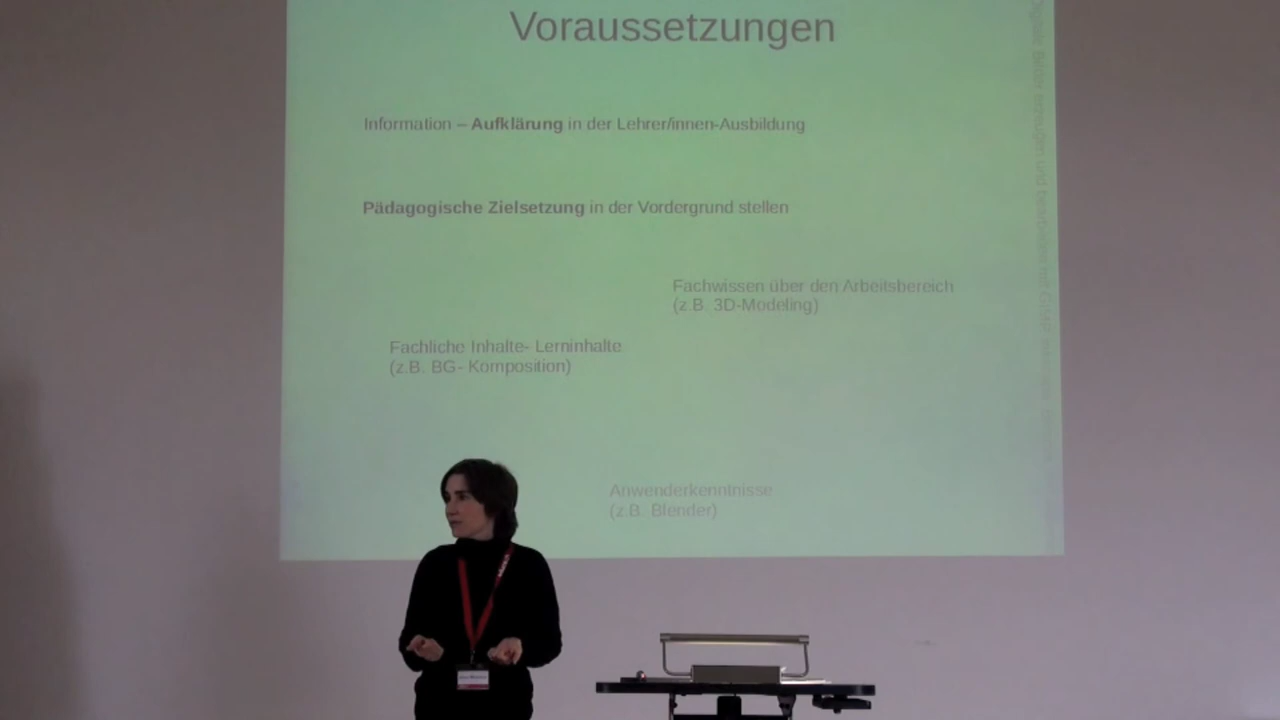 Voraussetzungen
Information – Aufklärung in der Lehrer/innen-Ausbildung
Pädagogische Zielsetzung in der Vordergrund stellen
Fachwissen über den Arbeitsbereich
(z.B. 3D-Modeling)
Fachliche Inhalte- Lerninhalte
(z.B. BG- Komposition)
Anwenderkenntnisse
(z.B. Blender)